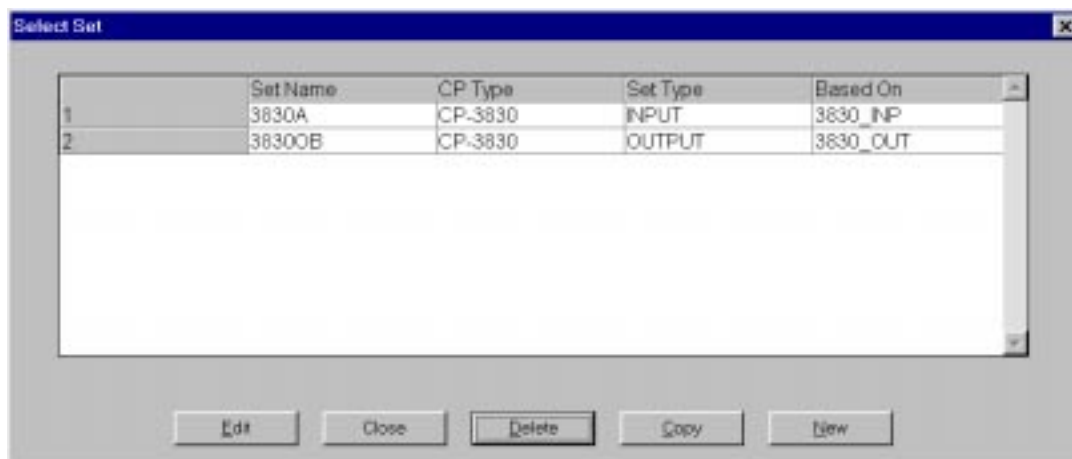 Select Set
Set Name CP Type Set Type Based On
1 3830A CP-3830 INPUT 3830_INP
2 3830OB CP-3830 OUTPUT 3830_OUT
Edit Close Delete Copy New